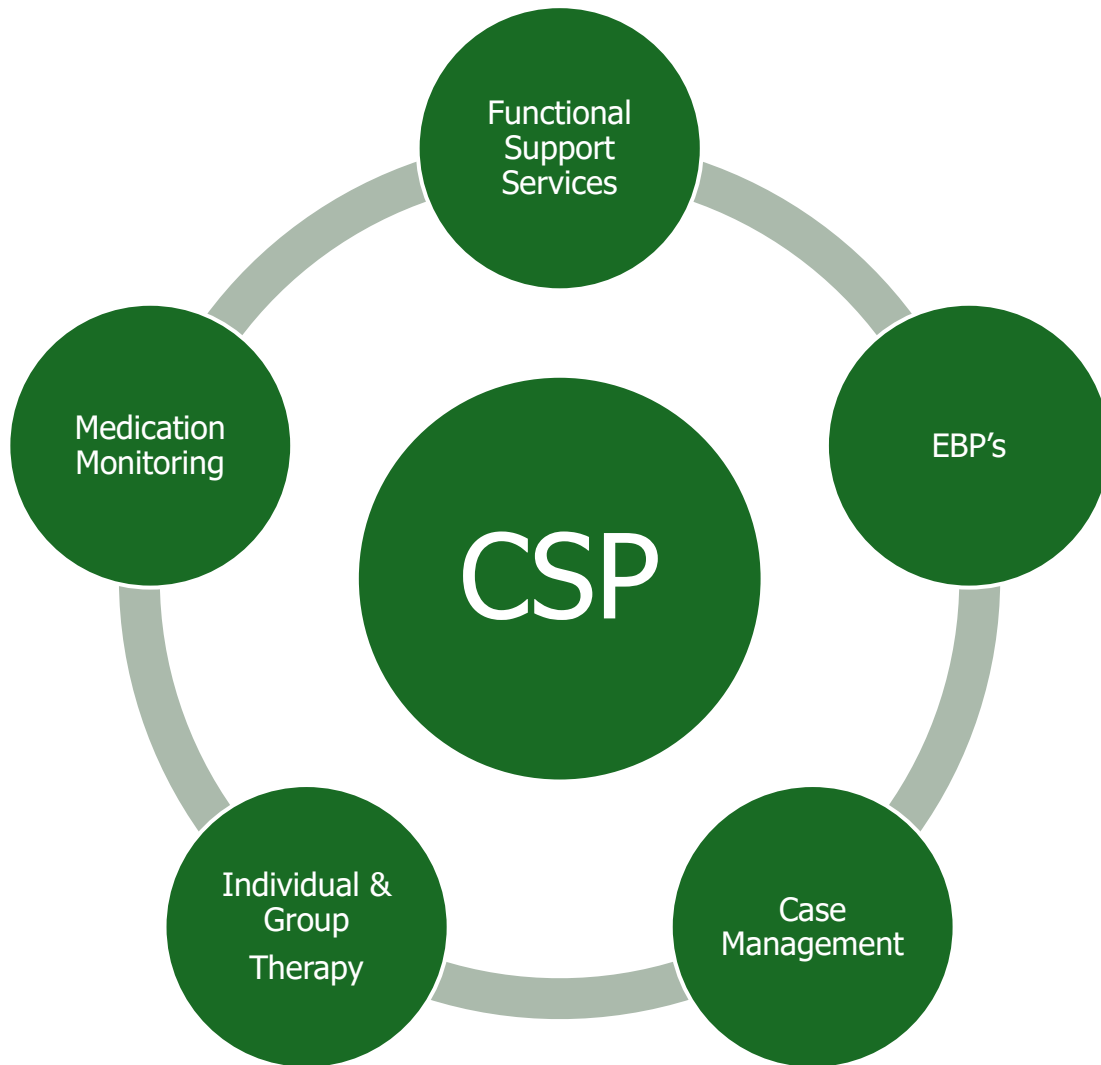 Functional
Support
Services
EBP’s
Case
Management
Individual &
Group
Therapy
Medication
Monitoring
CSP